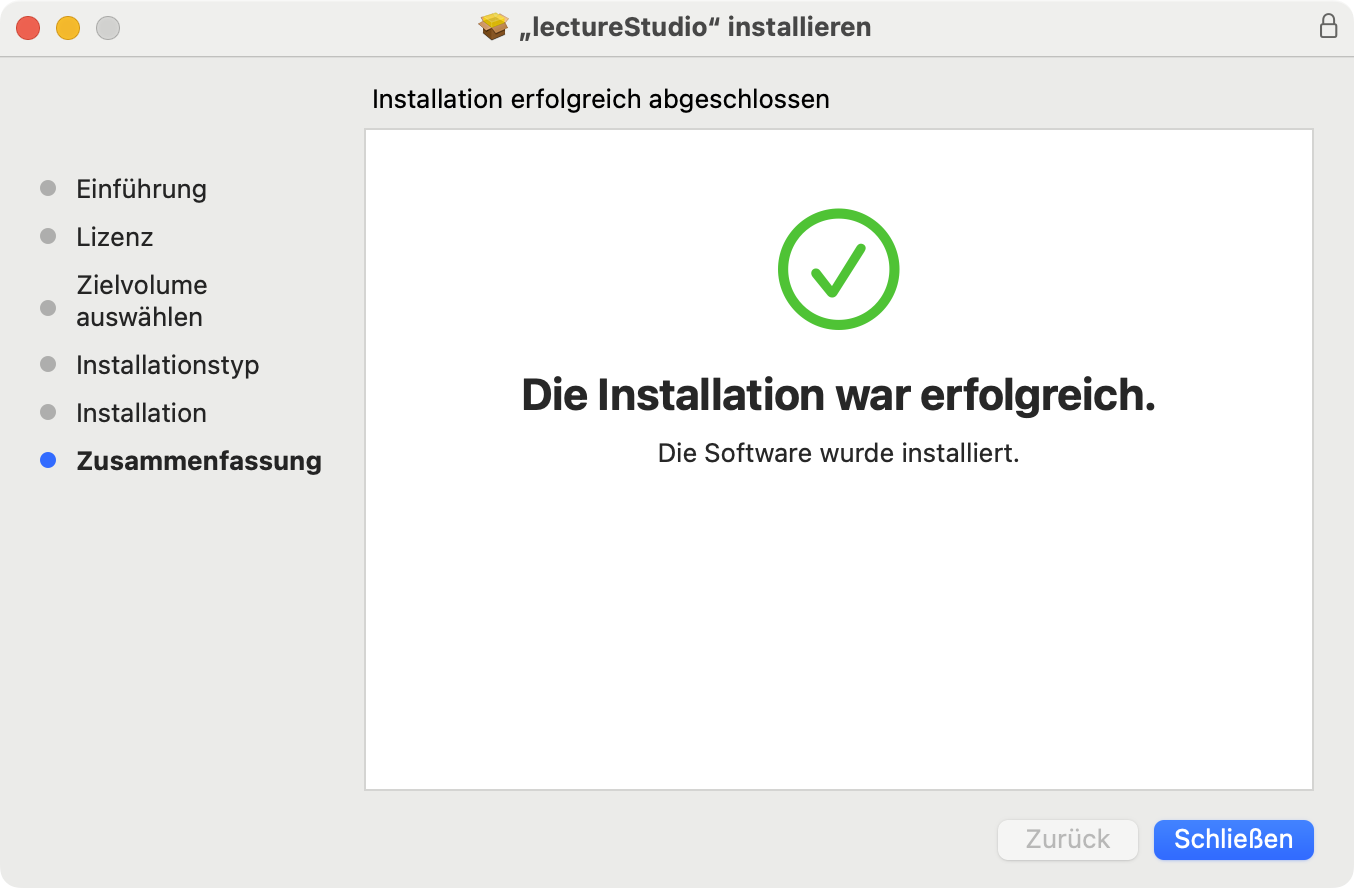 „lectureStudio“ installieren
Installation erfolgreich abgeschlossen
Einführung
Lizenz
Zielvolume
auswählen
Installationstyp
Installation
Zusammenfassung
Die Installation war erfolgreich.
Die Software wurde installiert.
Zurück
Schließen